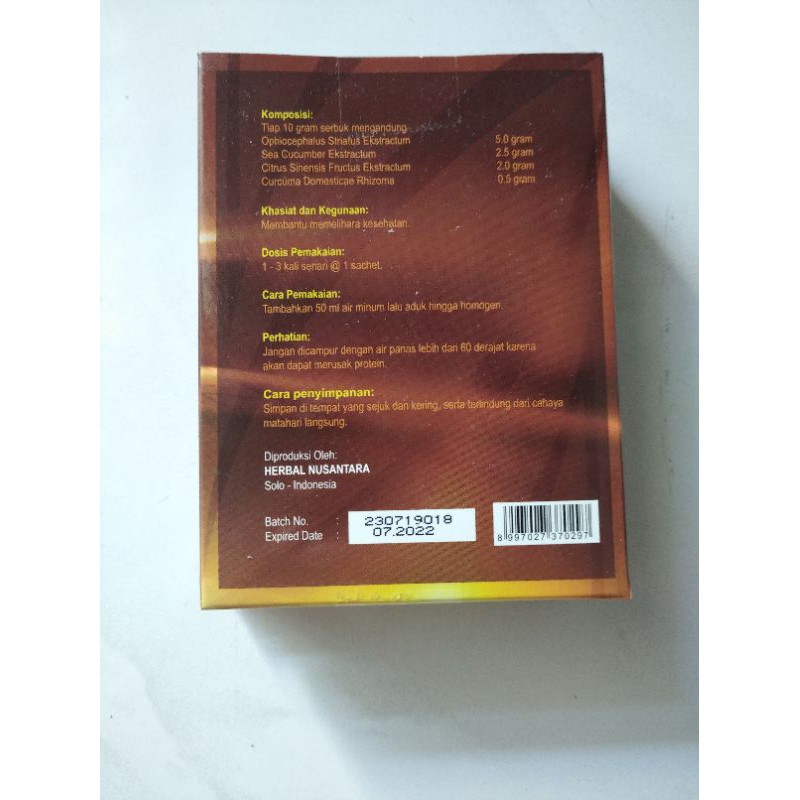 Komposisi:
Tiap 10 gram serbuk mengandung
Ophiocephalus Striatus Ekstractum 5.0 gram
Sea Cucumber Ekstractum 2.5 gram
Citrus Sinensis Fructus Ekstractum 2.0 gram
Curcuma Domesticae Rhizoma 0.5 gram
Khasiat dan Kegunaan:
Membantu memelihara kesehatan.
Dosis Pemakaian:
1 - 3 kali sehari @ 1 sachet.
Cara Pemakaian:
Tambahkan 50 ml air minum lalu aduk hingga homogen.
Perhatian:
Jangan dicampur dengan air panas lebih dari 60 derajat karena
akan dapat merusak protein.
Cara penyimpanan:
Simpan di tempat yang sejuk dan kering, serta terlindung dari cahaya
matahari langsung.
Diproduksi Oleh:
HERBAL NUSANTARA
Solo - Indonesia
Batch No. : 230719018
Expired Date : 07.2022
8 997027 370297